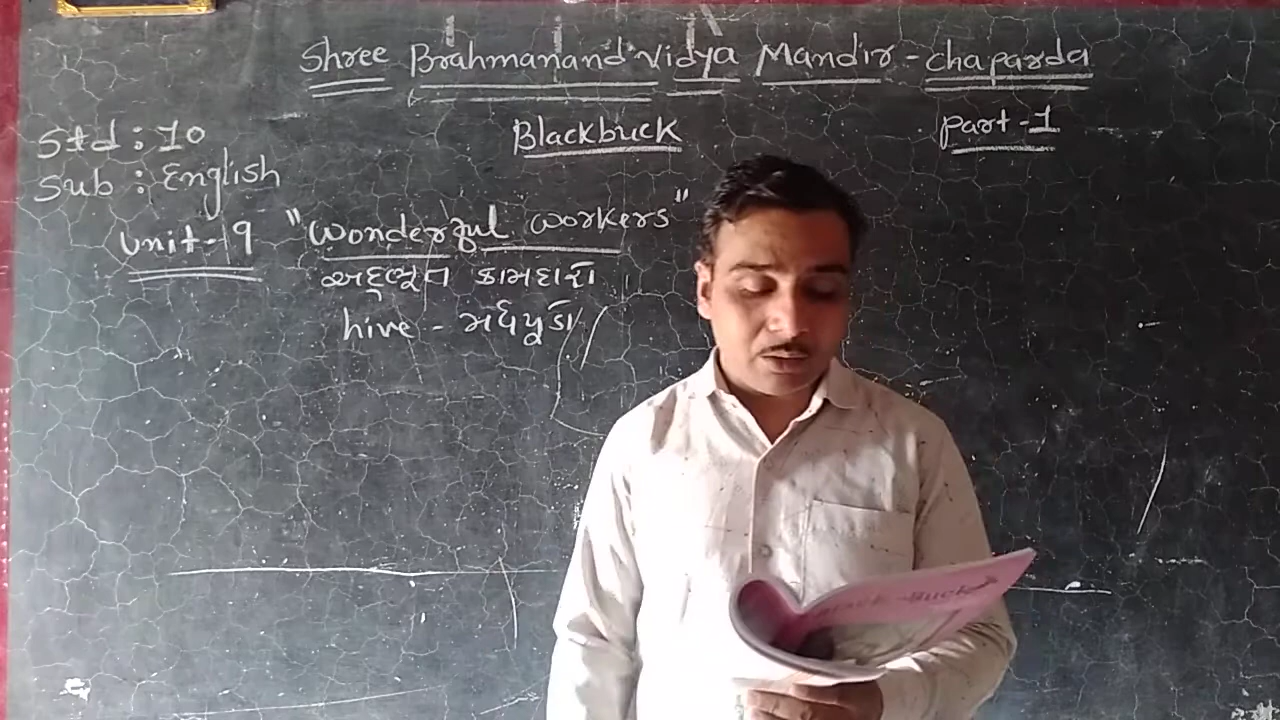 Shree Brahmanand Vidya Mandir - chaparda
Blackbuck
Part - 1
Std : 10
Sub : English
Unit - 9 "Wonderful workers"
અદ્દભૂત કામદારો
hive - મધપૂડો